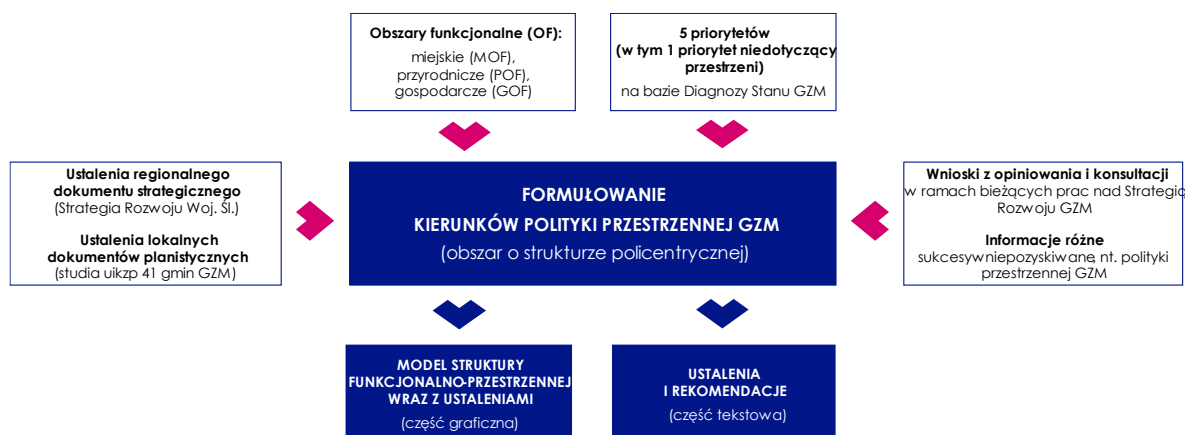 Obszary funkcjonalne (OF):
miejskie (MOF),
przyrodnicze (POF),
gospodarcze (GOF)
5 priorytetów
(w tym 1 priorytet niedotyczący
przestrzeni)
na bazie Diagnozy Stanu GZM
Ustalenia regionalnego
dokumentu strategicznego
(Strategia Rozwoju Woj. Śl.)
Ustalenia lokalnych
dokumentów planistycznych
(studia uikzp 41 gmin GZM)
FORMUŁOWANIE
KIERUNKÓW POLITYKI PRZESTRZENNEJ GZM
(obszar o strukturze policentrycznej)
Wnioski z opiniowania i konsultacji
w ramach bieżących prac nad Strategią
Rozwoju GZM
Informacje różne
sukcesywniepozyskiwane, nt. polityki
przestrzennej GZM
MODEL STRUKTURY
FUNKCJONALNO-PRZESTRZENNEJ
WRAZ Z USTALENIAMI
(część graficzna)
USTALENIA
I REKOMENDACJE
(część tekstowa)